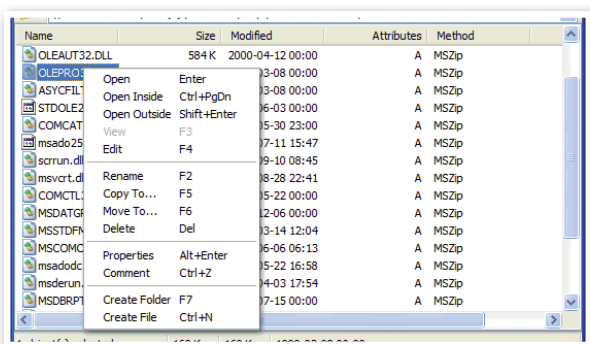 Name Size Modified Attributes Method
OLEAUT32.DLL 584 K 2000-04-12 00:00 A MSZip
OLEPRO3 03-08 00:00 A MSZip
ASYCFILT 03-08 00:00 A MSZip
STDOLE2 06-03 00:00 A MSZip
COMCAT 05-30 23:00 A MSZip
msado25 07-11 15:47 A MSZip
scrrun.dl 09-10 08:45 A MSZip
msvcrt.dl 08-28 22:41 A MSZip
COMCTL3 05-22 00:00 A MSZip
MSDATGR 12-06 00:00 A MSZip
MSSTDFM 03-14 12:04 A MSZip
MSCOMC 06-06 06:13 A MSZip
msadodc 05-22 16:58 A MSZip
msderun. 04-03 17:54 A MSZip
MSDBRPT 07-15 00:00 A MSZip
Open Enter
Open Inside Ctrl+PgDn
Open Outside Shift+Enter
View F3
Edit F4
Rename F2
Copy To... F5
Move To... F6
Delete Del
Properties Alt+Enter
Comment Ctrl+Z
Create Folder F7
Create File Ctrl+N